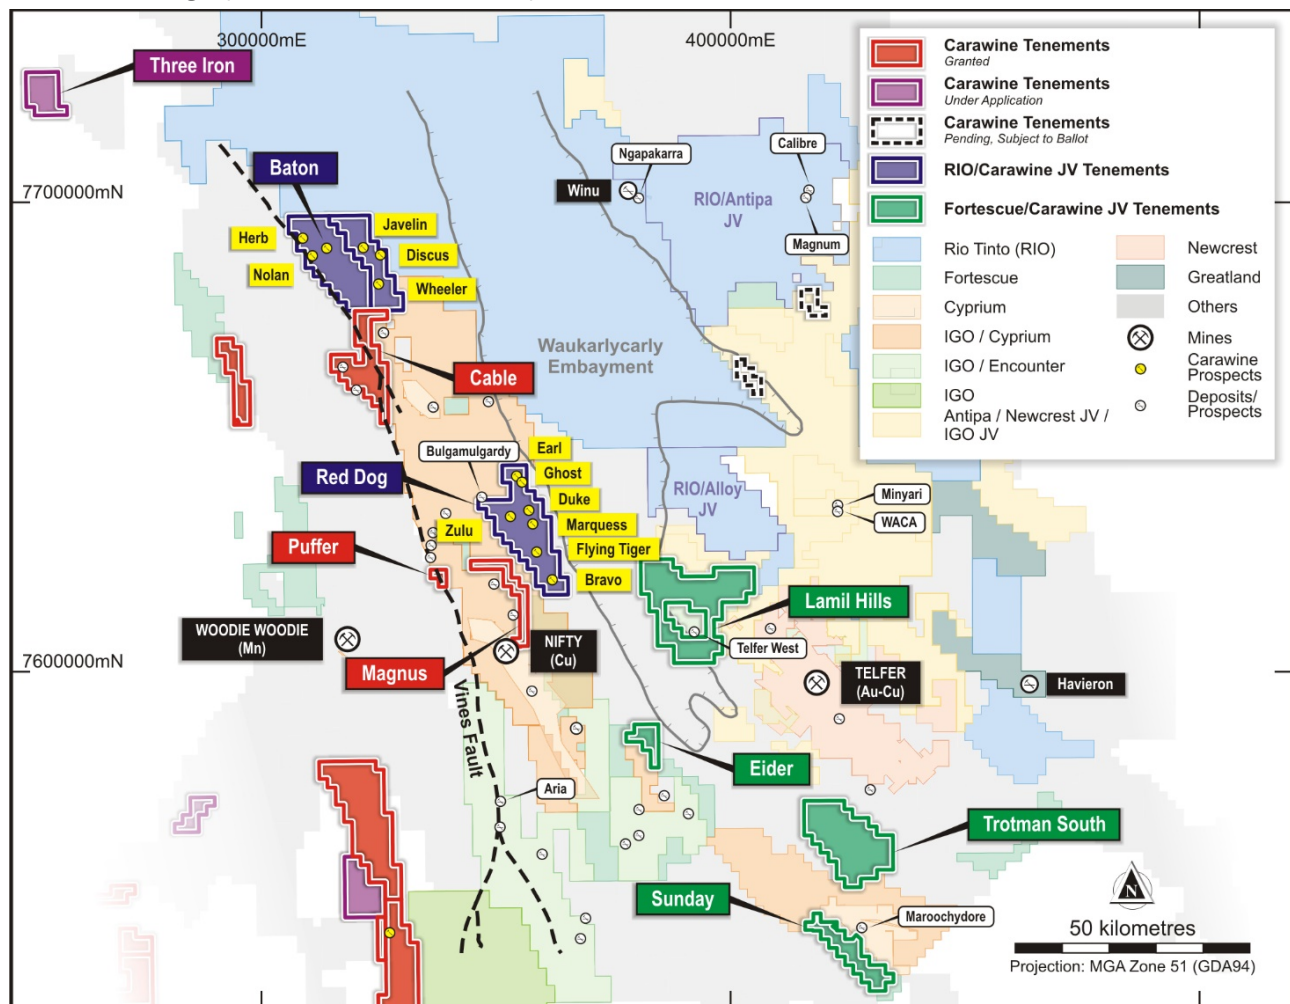 300000mE
400000mE
Three Iron
Baton
Ngapakarra
Calibre
7700000mN
Winu
RIO/Antipa
JV
Magnum
Herb
Javelin
Discus
Nolan
Wheeler
Waukarlycarly
Embayment
Cable
Bulgamulgardy
Earl
Ghost
Red Dog
Duke
RIO/Alloy
JV
Minyari
WACA
Zulu
Marquess
Flying Tiger
Puffer
Bravo
Lamil Hills
WOODIE WOODIE
(Mn)
NIFTY
(Cu)
Telfer West
7600000mN
Magnus
TELFER
(Au-Cu)
Havieron
Vines Fault
Eider
Aria
Trotman South
Sunday
Maroochydore
Carawine Tenements
Granted
Carawine Tenements
Under Application
Carawine Tenements
Pending, Subject to Ballot
RIO/Carawine JV Tenements
Fortescue/Carawine JV Tenements
Rio Tinto (RIO)
Fortescue
Cyprium
IGO / Cyprium
IGO / Encounter
IGO
Antipa / Newcrest JV /
IGO JV
Newcrest
Greatland
Others
Mines
Carawine
Prospects
Deposits/
Prospects
N
50 kilometres
Projection: MGA Zone 51 (GDA94)